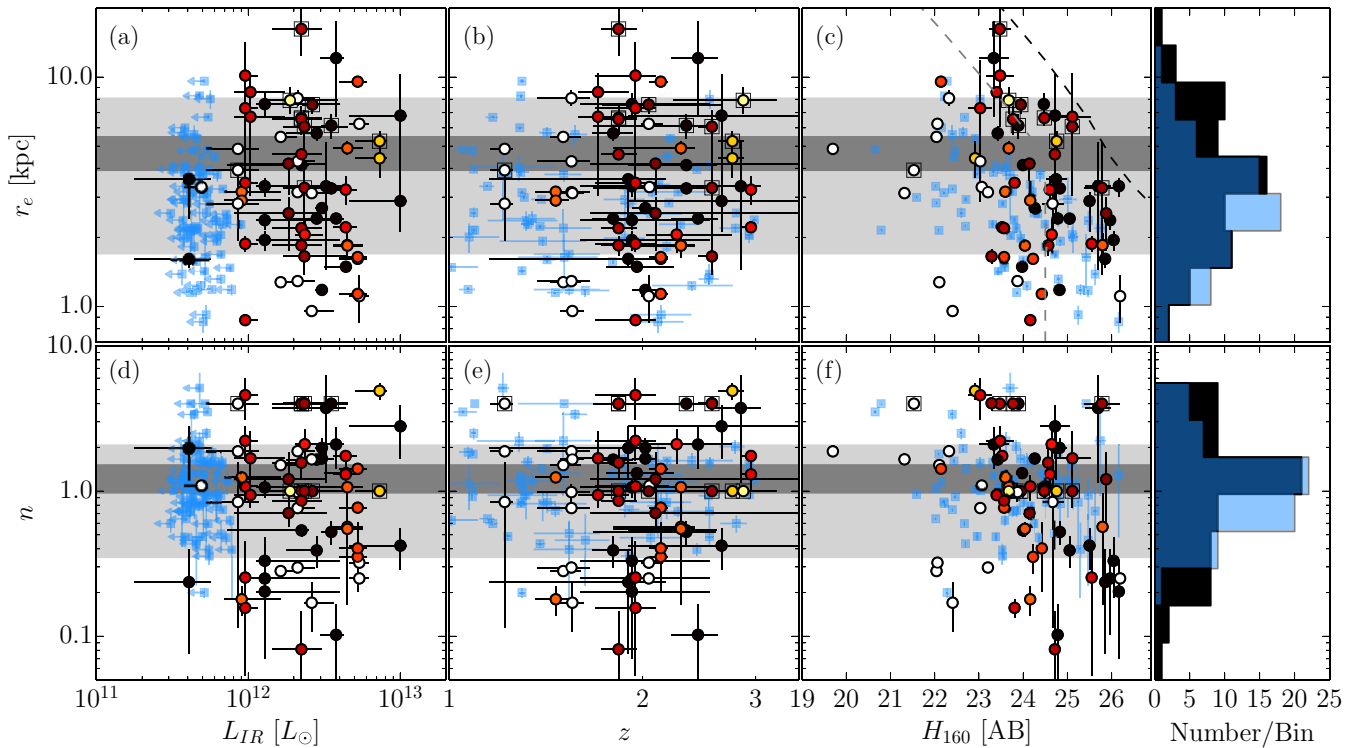 (a)
(b)
(c)
10.0
1.0
r_e [kpc]
(d)
(e)
(f)
10.0
1.0
0.1
n
10^11 10^12 10^13
1 2 3
19 20 21 22 23 24 25 26
0 5 10 15 20 25
L_IR [L_⊙]
z
H_160 [AB]
Number/Bin